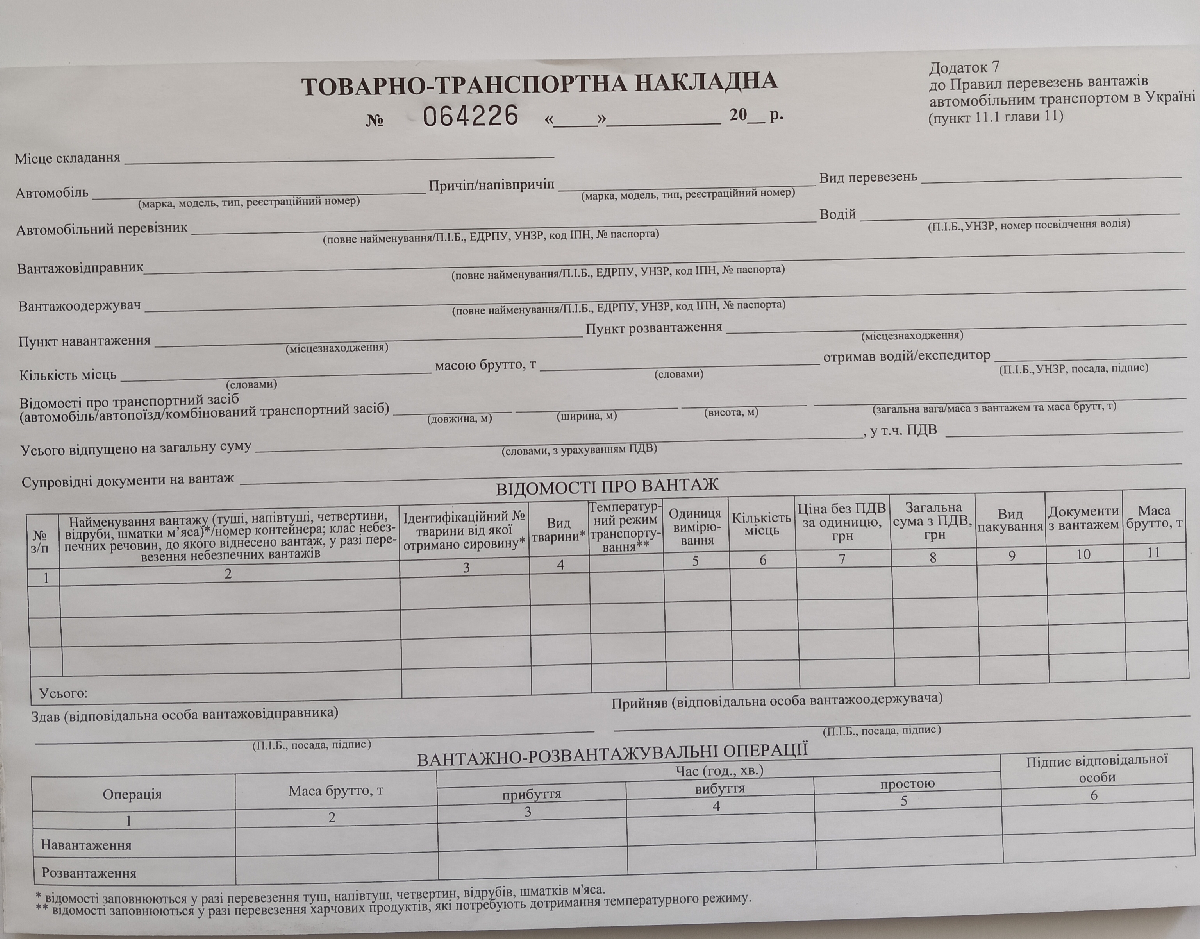 ТОВАРНО-ТРАНСПОРТНА НАКЛАДНА
№ 064226 «____»____________ 20__ р.
Додаток 7
до Правил перевезень вантажів
автомобільним транспортом в Україні
(пункт 11.1 глави 11)
Місце складання
Автомобіль Причіп/напівпричіп Вид перевезень
(марка, модель, тип, реєстраційний номер) (марка, модель, тип, реєстраційний номер)
Автомобільний перевізник Водій
(повне найменування/П.І.Б., ЕДРПУ, УНЗР, код ІПН, № паспорта) (П.І.Б.,УНЗР, номер посвідчення водія)
Вантажовідправник
(повне найменування/П.І.Б., ЕДРПУ, УНЗР, код ІПН, № паспорта)
Вантажоодержувач
(повне найменування/П.І.Б., ЕДРПУ, УНЗР, код ІПН, № паспорта)
Пункт навантаження Пункт розвантаження
(місцезнаходження) (місцезнаходження)
Кількість місць масою брутто, т отримав водій/експедитор
(словами) (словами) (П.І.Б.,УНЗР, посада, підпис)
Відомості про транспортний засіб
(автомобіль/автопоїзд/комбінований транспортний засіб)
(довжина, м) (ширина, м) (висота, м) (загальна вага/маса з вантажем та маса брутт, т)
Усього відпущено на загальну суму , у т.ч. ПДВ
(словами, з урахуванням ПДВ)
Супровідні документи на вантаж
ВІДОМОСТІ ПРО ВАНТАЖ
№
з/п
Найменування вантажу (туші, напівтуші, четвертини,
відруби, шматки м’яса)*/номер контейнера; клас небез-
печних речовин, до якого віднесено вантаж, у разі пере-
везення небезпечних вантажів
Ідентифікаційний №
тварини від якої
отримано сировину*
Вид
тварини*
Температур-
ний режим
транспорту-
вання**
Одиниця
вимірю-
вання
Кількість
місць
Ціна без ПДВ
за одиницю,
грн
Загальна
сума з ПДВ,
грн
Вид
пакування
Документи
з вантажем
Маса
брутто, т
1 2 3 4 5 6 7 8 9 10 11
Усього:
Здав (відповідальна особа вантажовідправника) Прийняв (відповідальна особа вантажоодержувача)
(П.І.Б., посада, підпис) (П.І.Б., посада, підпис)
ВАНТАЖНО-РОЗВАНТАЖУВАЛЬНІ ОПЕРАЦІЇ
Операція Маса брутто, т Час (год., хв.) Підпис відповідальної
особи
прибуття вибуття простою
1 2 3 4 5 6
Навантаження
Розвантаження
* відомості заповнюються у разі перевезення туш, напівтуш, четвертин, відрубів, шматків м'яса.
** відомості заповнюються у разі перевезення харчових продуктів, які потребують дотримання температурного режиму.